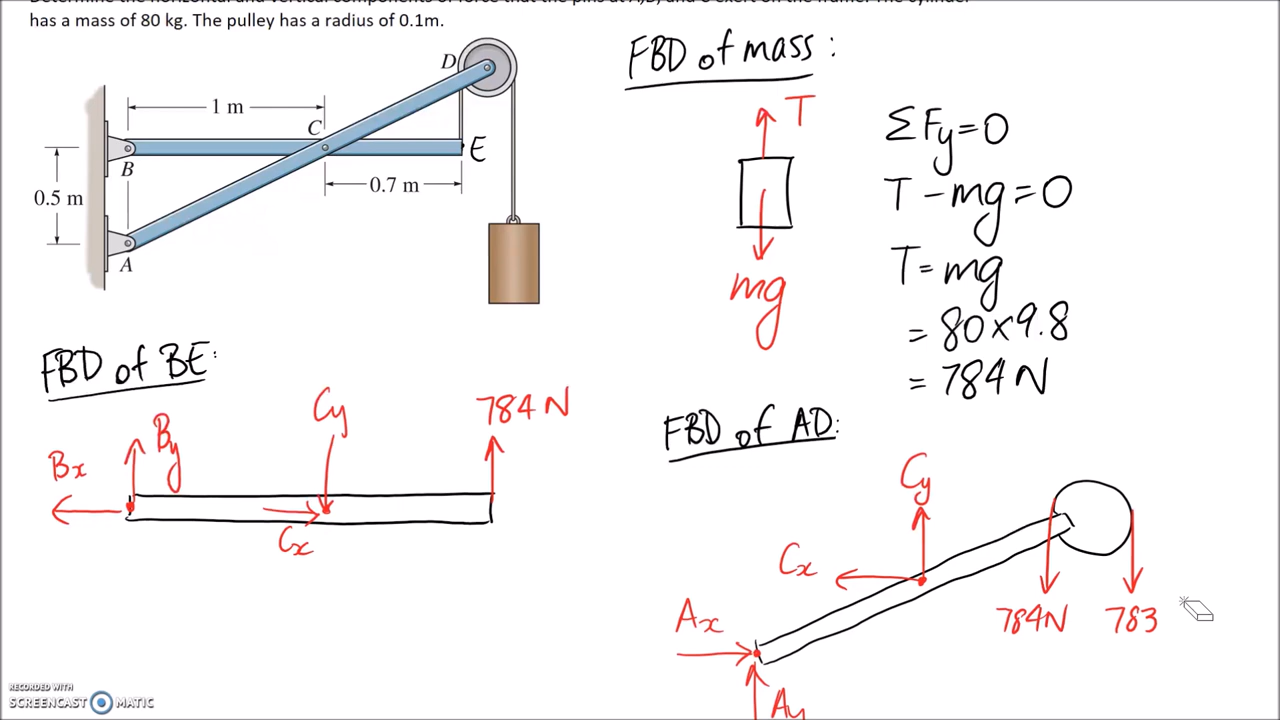 has a mass of 80 kg. The pulley has a radius of 0.1m.
D
1 m
C
B
E
0.5 m
0.7 m
A
FBD of mass:
T
mg
ΣFy=0
T-mg=0
T=mg
=80×9.8
=784N
FBD of BE:
Bx
By
Cy
Cx
784N
FBD of AD:
Cy
Cx
Ax
Ay
784N
783
RECORDED WITH
SCREENCAST MATIC